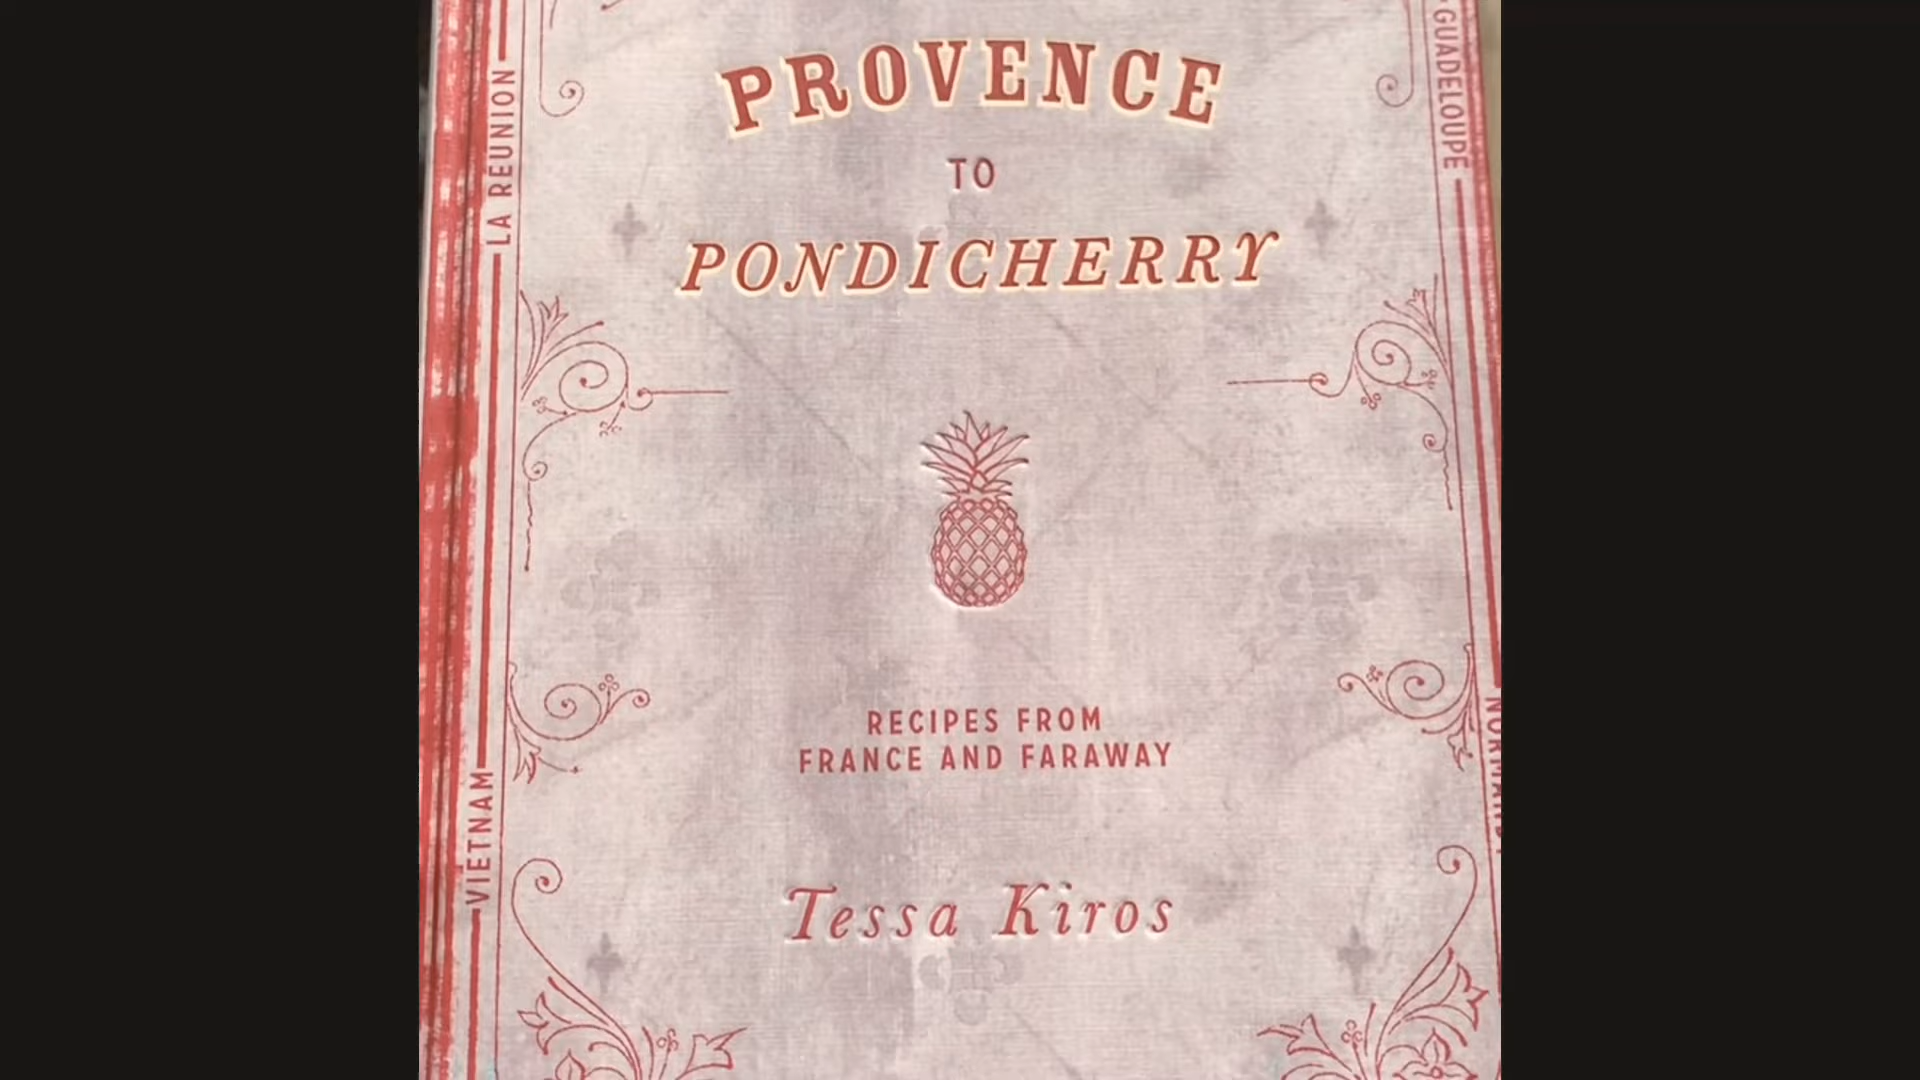 PROVENCE
TO
PONDICHERRY
RECIPES FROM
FRANCE AND FARAWAY
Tessa Kiros
LA REUNION
VIETNAM
GUADELOUPE